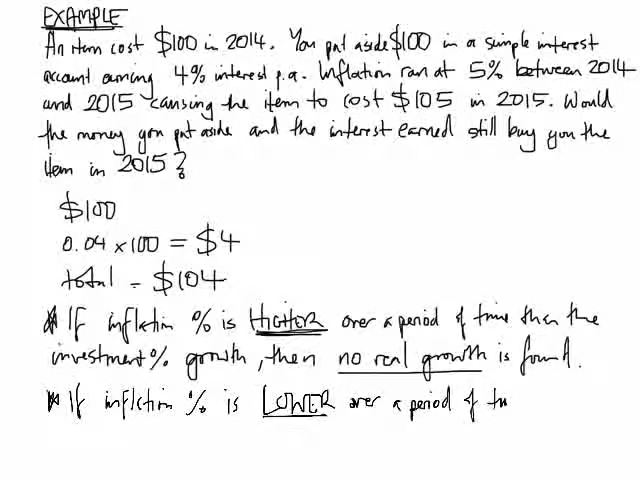 EXAMPLE
An item cost $100 in 2014. You put aside $100 in a simple interest
account earning 4% interest p.a. Inflation ran at 5% between 2014
and 2015 causing the item to cost $105 in 2015. Would
the money you put aside and the interest earned still buy you the
item in 2015?
$100
0.04 × 100 = $4
total = $104
* If inflation % is HIGHER over a period of time than the
investment % growth, then no real growth is found.
* If inflation % is LOWER over a period of